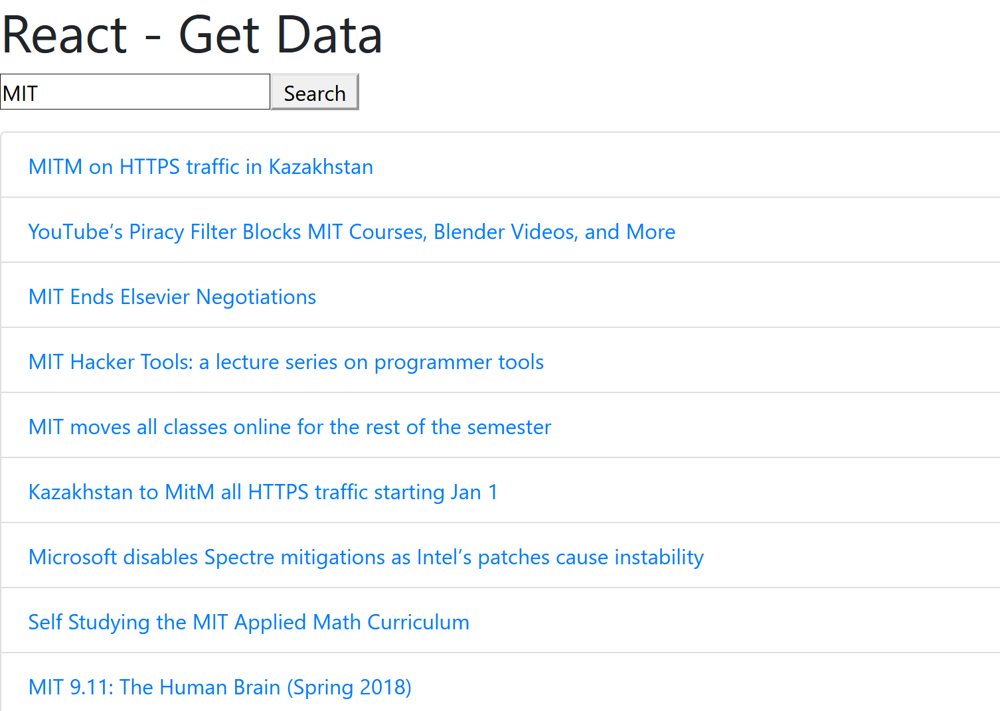 React - Get Data
MIT
Search
MITM on HTTPS traffic in Kazakhstan
YouTube’s Piracy Filter Blocks MIT Courses, Blender Videos, and More
MIT Ends Elsevier Negotiations
MIT Hacker Tools: a lecture series on programmer tools
MIT moves all classes online for the rest of the semester
Kazakhstan to MitM all HTTPS traffic starting Jan 1
Microsoft disables Spectre mitigations as Intel’s patches cause instability
Self Studying the MIT Applied Math Curriculum
MIT 9.11: The Human Brain (Spring 2018)